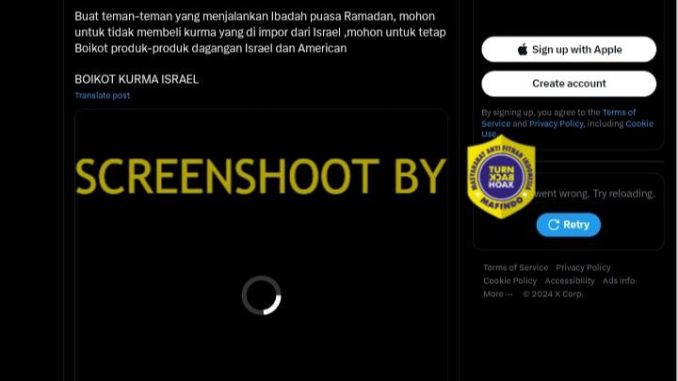 Buat teman-teman yang menjalankan Ibadah puasa Ramadan, mohon
untuk tidak membeli kurma yang di impor dari Israel ,mohon untuk tetap
Boikot produk-produk dagangan Israel dan American
BOIKOT KURMA ISRAEL
Translate post
SCREENSHOOT BY
Sign up with Apple
Create account
By signing up, you agree to the Terms of
Service and Privacy Policy, including Cookie
Use.
MASYARAKAT ANTI FITNAH INDONESIA
TURN
BACK
HOAX
MAFINDO
went wrong. Try reloading.
Retry
Terms of Service Privacy Policy
Cookie Policy Accessibility Ads info
More ··· © 2024 X Corp.